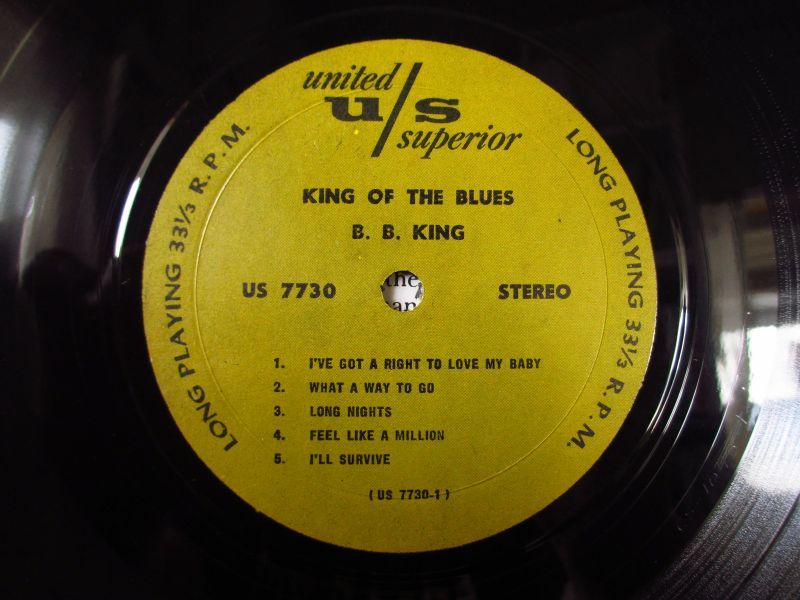 united
u/s
superior
LONG PLAYING 33⅓ R.P.M.
LONG PLAYING 33⅓ R.P.M.
KING OF THE BLUES
B. B. KING
US 7730
STEREO
the
an
1. I'VE GOT A RIGHT TO LOVE MY BABY
2. WHAT A WAY TO GO
3. LONG NIGHTS
4. FEEL LIKE A MILLION
5. I'LL SURVIVE
(US 7730-1)